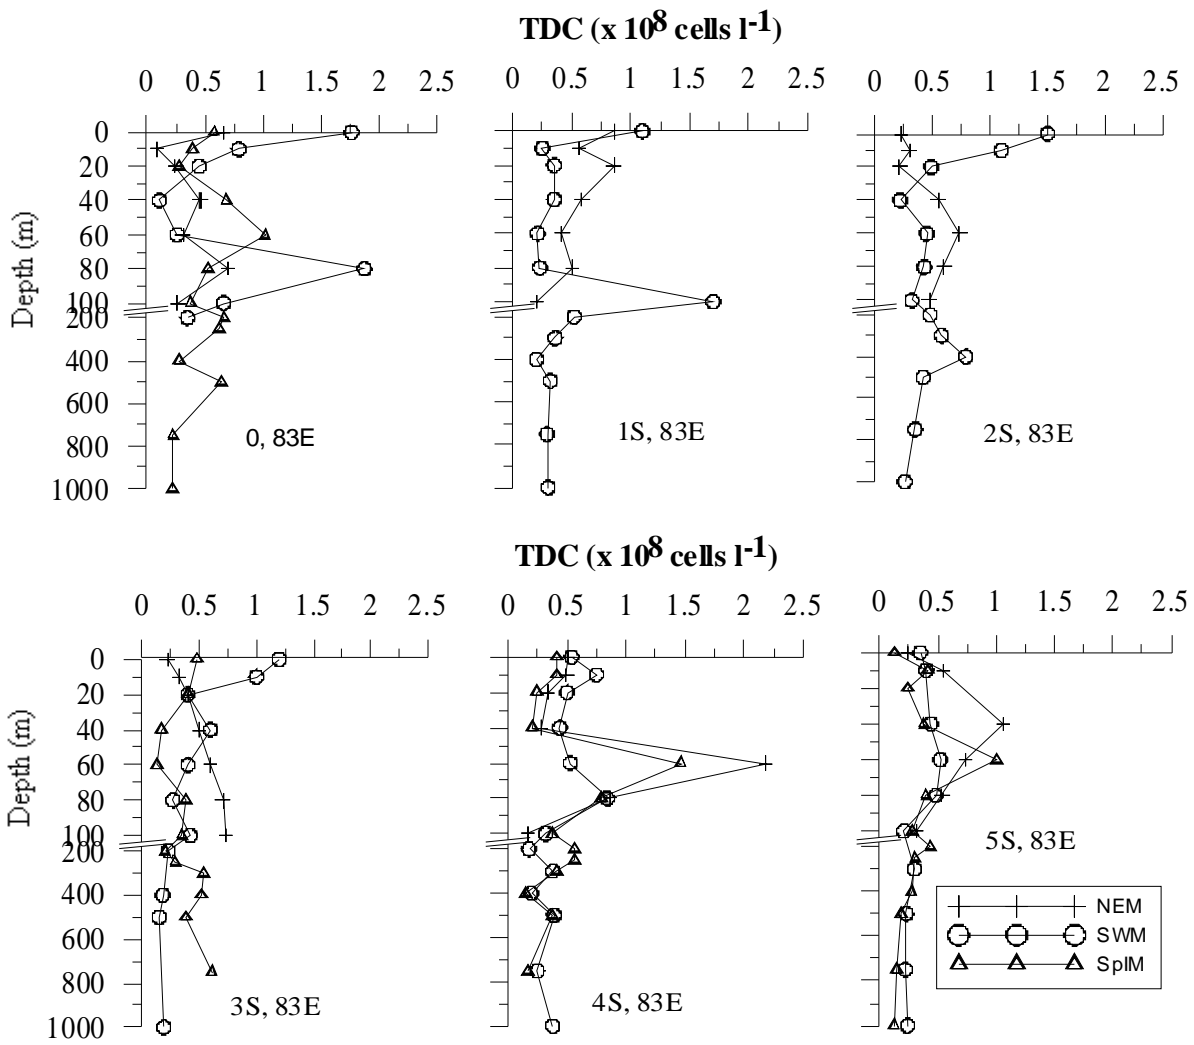 TDC (x 10⁸ cells l⁻¹)
0 0.5 1 1.5 2 2.5
0 0.5 1 1.5 2 2.5
0 0.5 1 1.5 2 2.5
Depth (m)
0
20
40
60
80
100
200
400
600
800
1000
0, 83E
1S, 83E
2S, 83E
TDC (x 10⁸ cells l⁻¹)
0 0.5 1 1.5 2 2.5
0 0.5 1 1.5 2 2.5
0 0.5 1 1.5 2 2.5
Depth (m)
0
20
40
60
80
100
200
400
600
800
1000
3S, 83E
4S, 83E
5S, 83E
NEM
SWM
SpIM